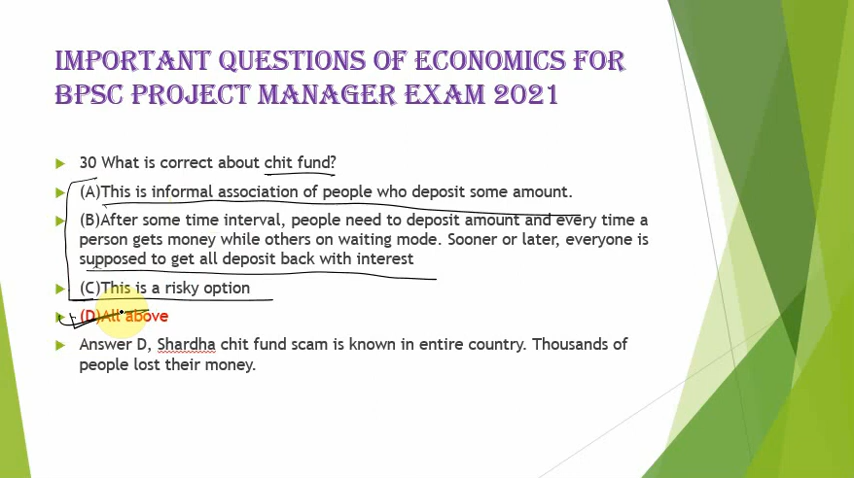 IMPORTANT QUESTIONS OF ECONOMICS FOR
BPSC PROJECT MANAGER EXAM 2021
30 What is correct about chit fund?
(A)This is informal association of people who deposit some amount.
(B)After some time interval, people need to deposit amount and every time a
person gets money while others on waiting mode. Sooner or later, everyone is
supposed to get all deposit back with interest
(C)This is a risky option
(D)All above
Answer D, Shardha chit fund scam is known in entire country. Thousands of
people lost their money.